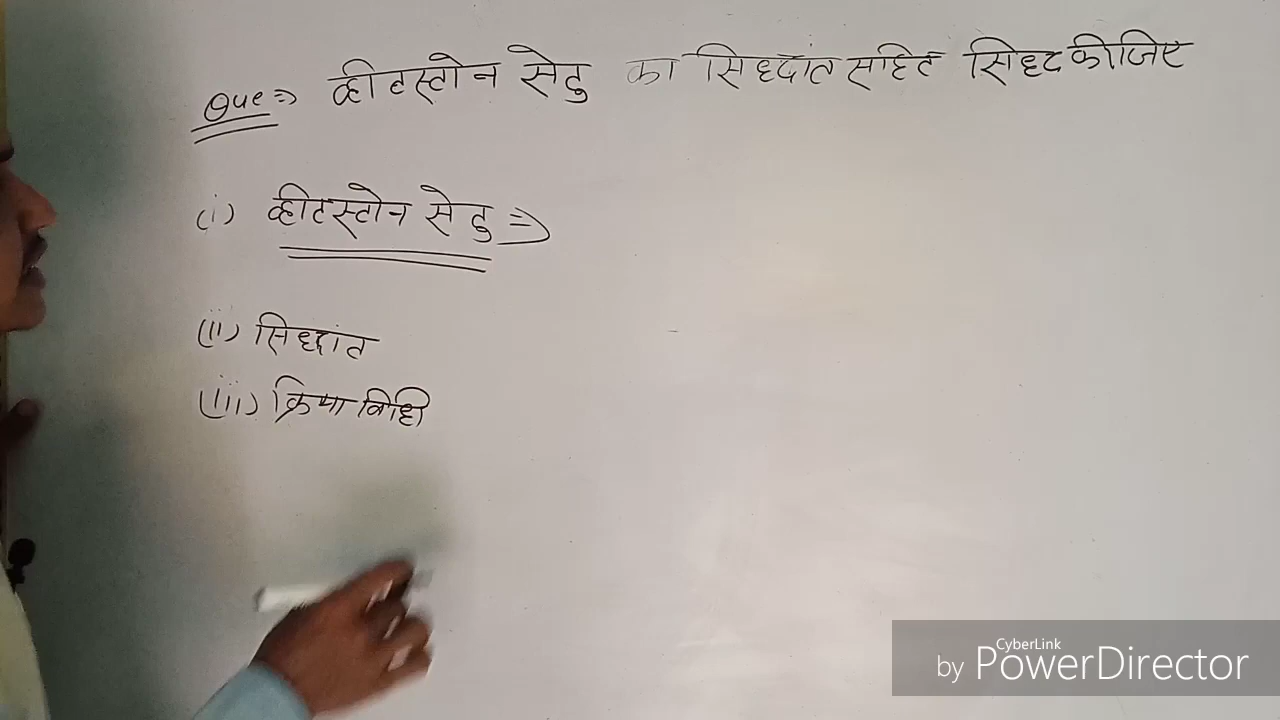 Que ⇒ व्हीटस्टोन सेतु का सिध्दांत सहित सिध्द कीजिए
(i) व्हीटस्टोन सेतु ⇒
(ii) सिध्दांत
(iii) क्रिया विधी
CyberLink
by PowerDirector